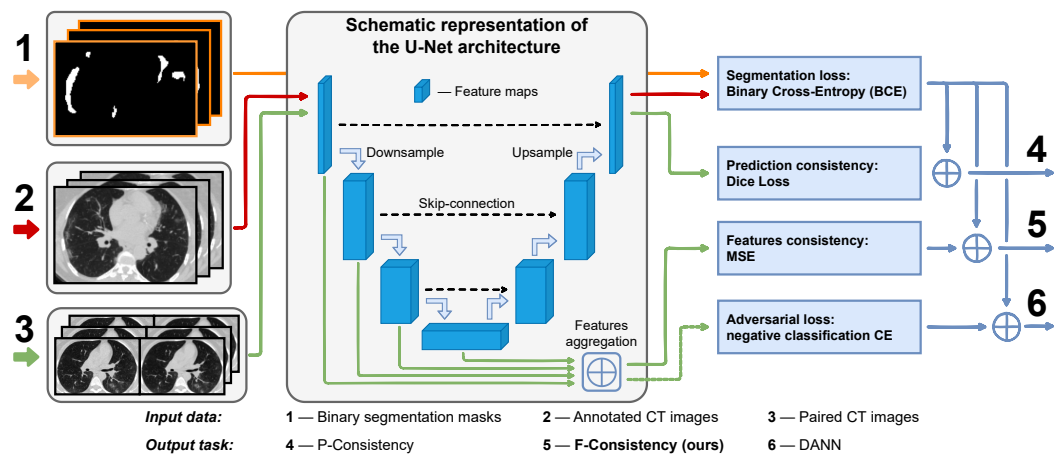 Schematic representation of
the U-Net architecture
1
2
3
— Feature maps
Downsample
Upsample
Skip-connection
Features
aggregation
Segmentation loss:
Binary Cross-Entropy (BCE)
Prediction consistency:
Dice Loss
Features consistency:
MSE
Adversarial loss:
negative classification CE
4
5
6
Input data: 1 — Binary segmentation masks 2 — Annotated CT images 3 — Paired CT images
Output task: 4 — P-Consistency 5 — F-Consistency (ours) 6 — DANN